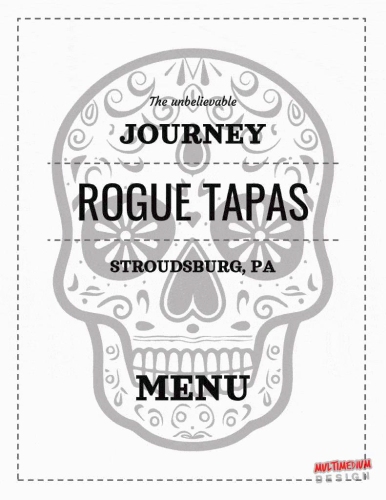 The unbelievable
JOURNEY
ROGUE TAPAS
STROUDSBURG, PA
MENU
MULTIMEDIUM
DESIGN